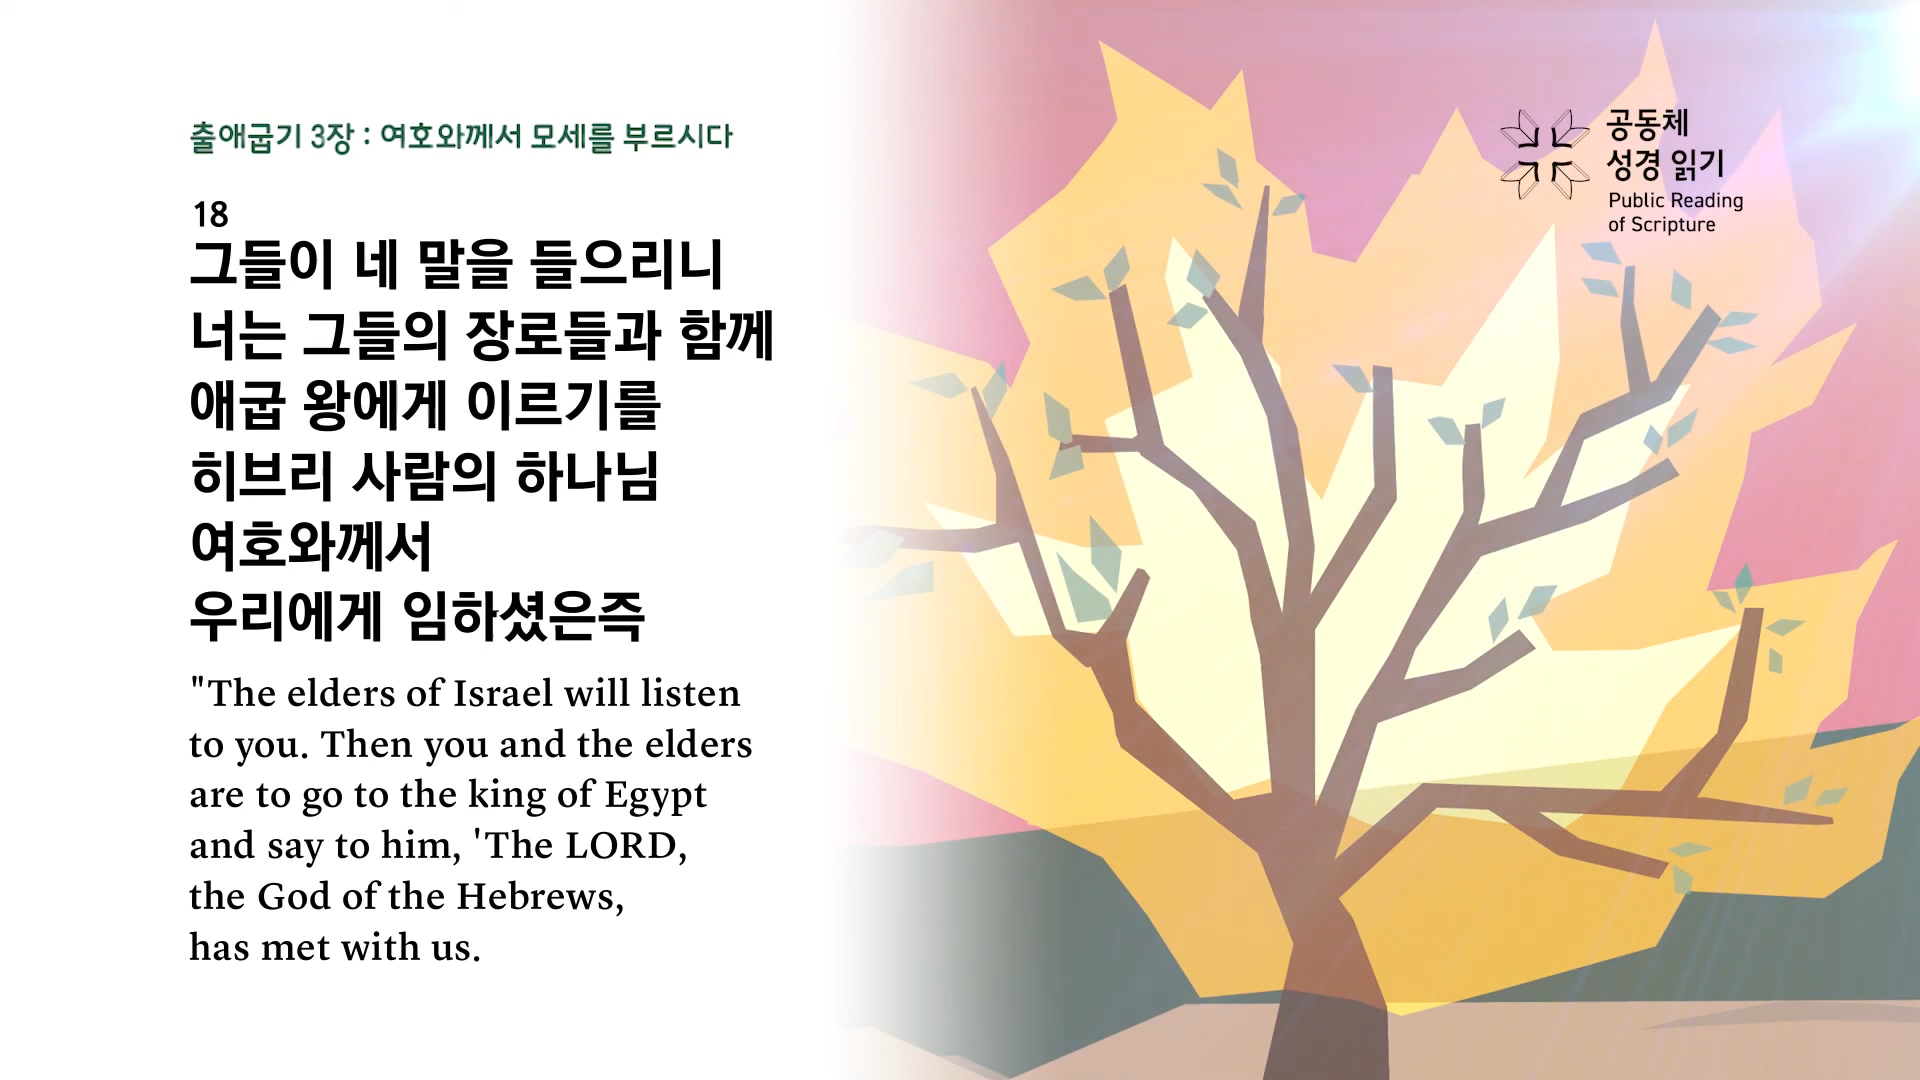 출애굽기 3장 : 여호와께서 모세를 부르시다
18
그들이 네 말을 들으리니
너는 그들의 장로들과 함께
애굽 왕에게 이르기를
히브리 사람의 하나님
여호와께서
우리에게 임하셨은즉
"The elders of Israel will listen
to you. Then you and the elders
are to go to the king of Egypt
and say to him, 'The LORD,
the God of the Hebrews,
has met with us.
공동체
성경 읽기
Public Reading
of Scripture